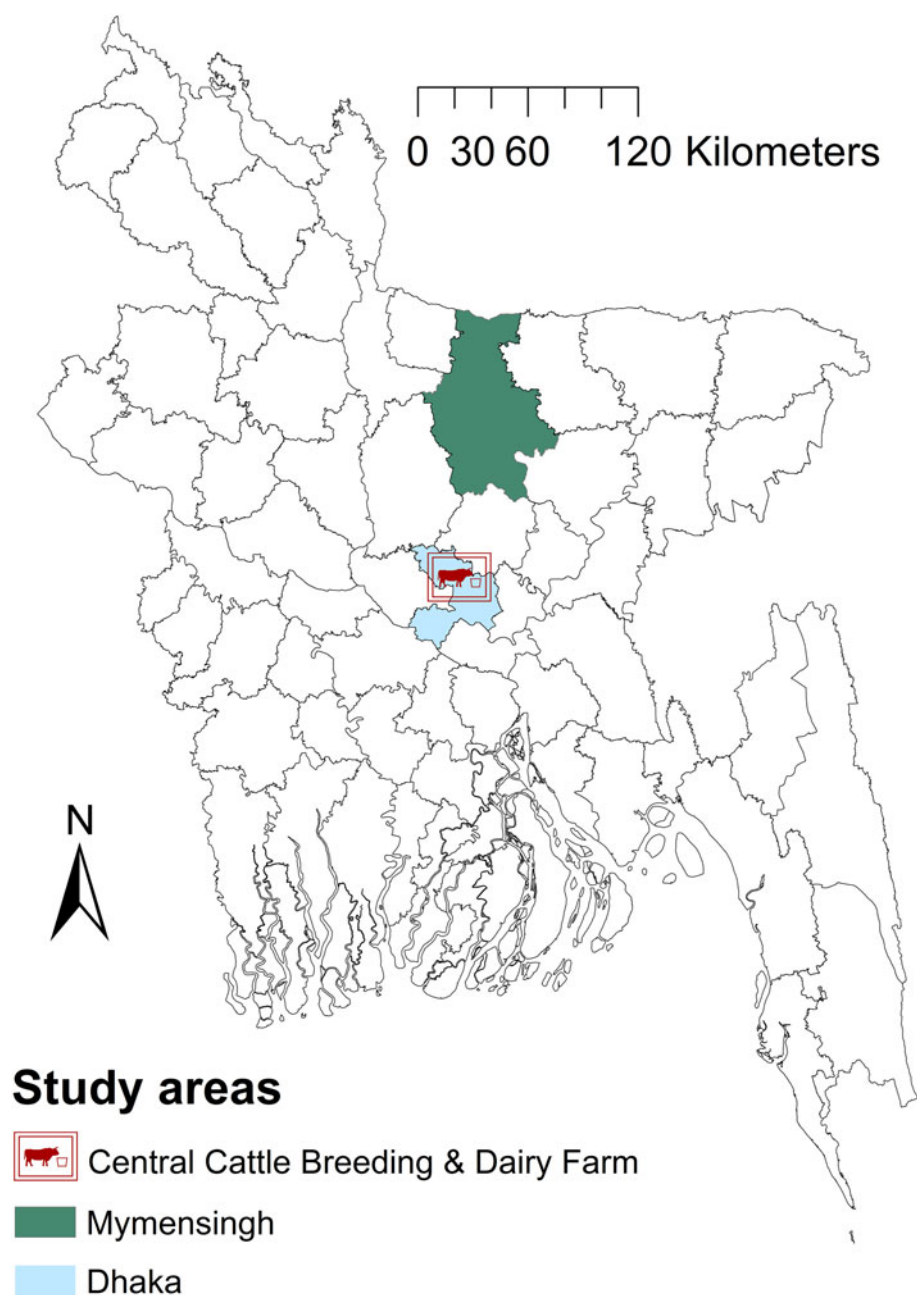 0 30 60 120 Kilometers
N
Study areas
Central Cattle Breeding & Dairy Farm
Mymensingh
Dhaka